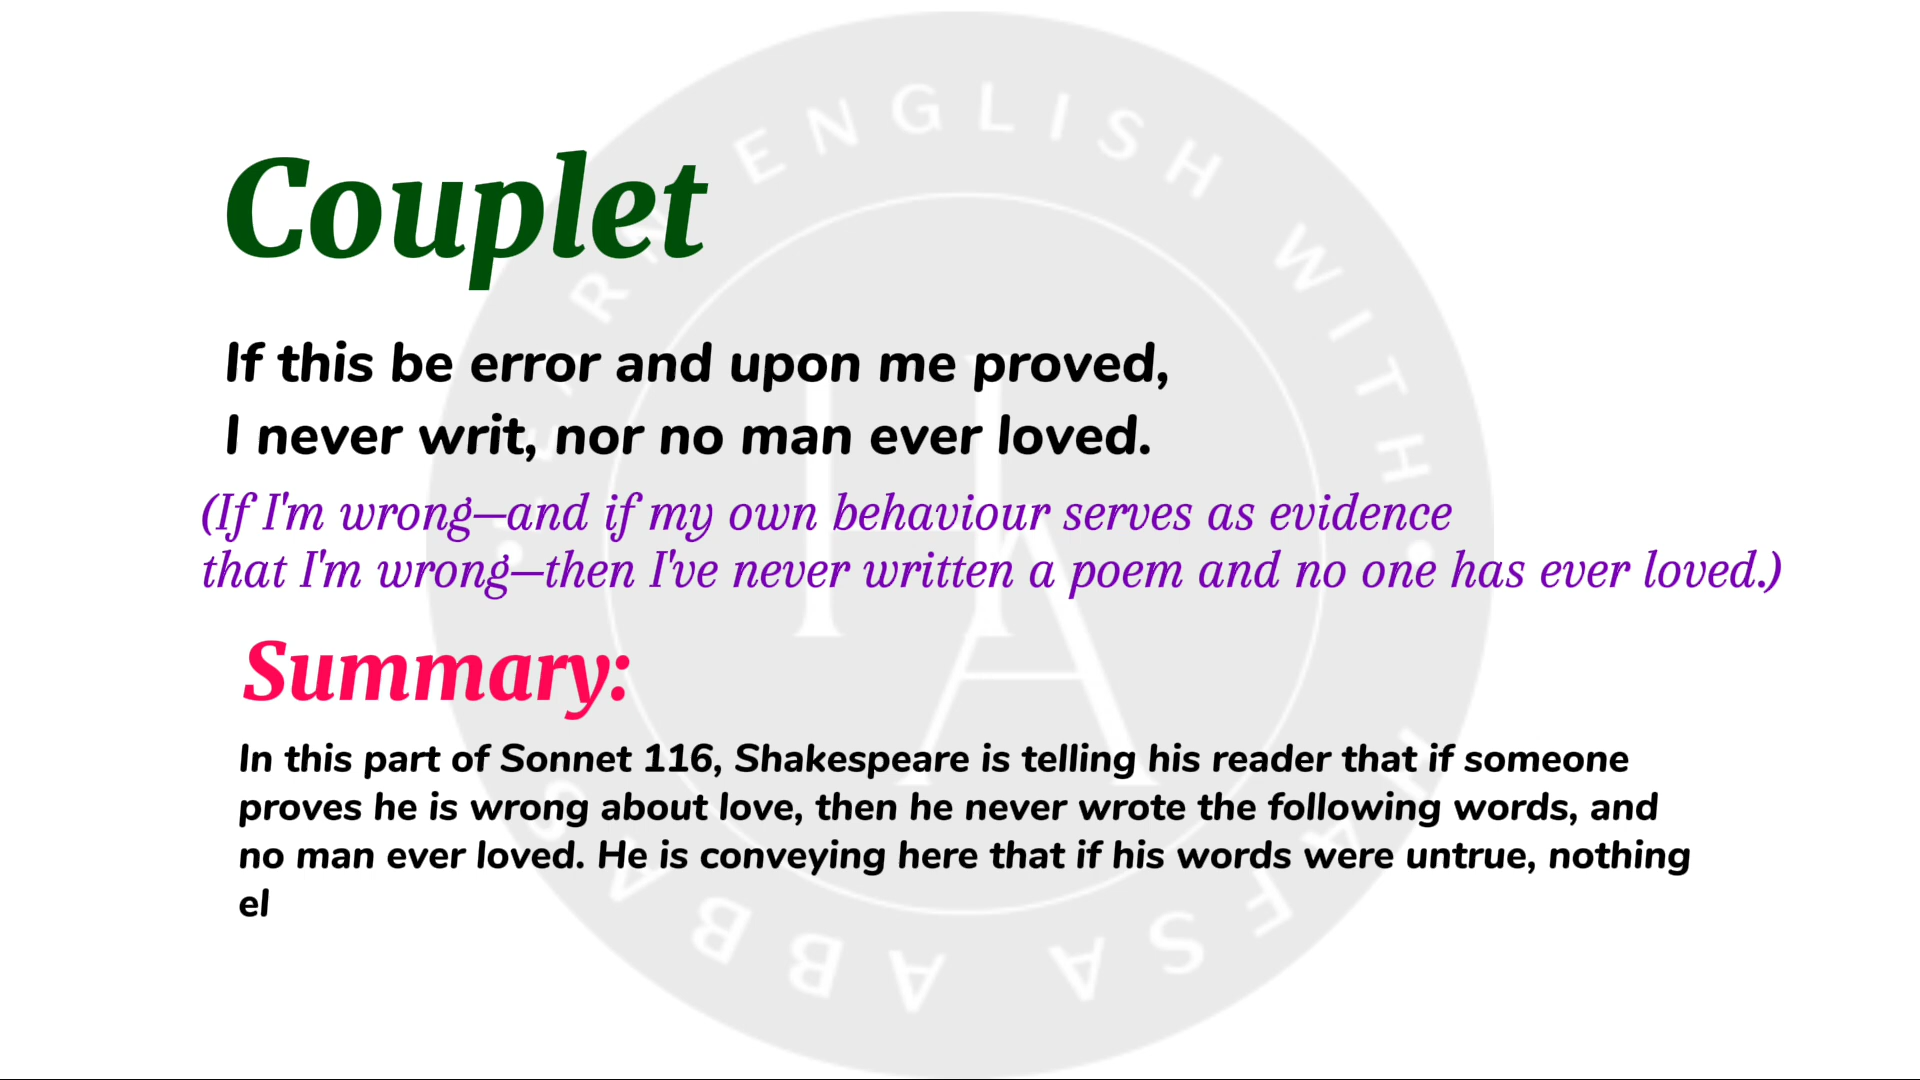 Couplet
If this be error and upon me proved,
I never writ, nor no man ever loved.
(If I'm wrong—and if my own behaviour serves as evidence
that I'm wrong—then I've never written a poem and no one has ever loved.)
Summary:
In this part of Sonnet 116, Shakespeare is telling his reader that if someone
proves he is wrong about love, then he never wrote the following words, and
no man ever loved. He is conveying here that if his words were untrue, nothing
el
LEARN ENGLISH WITH
ABBAS